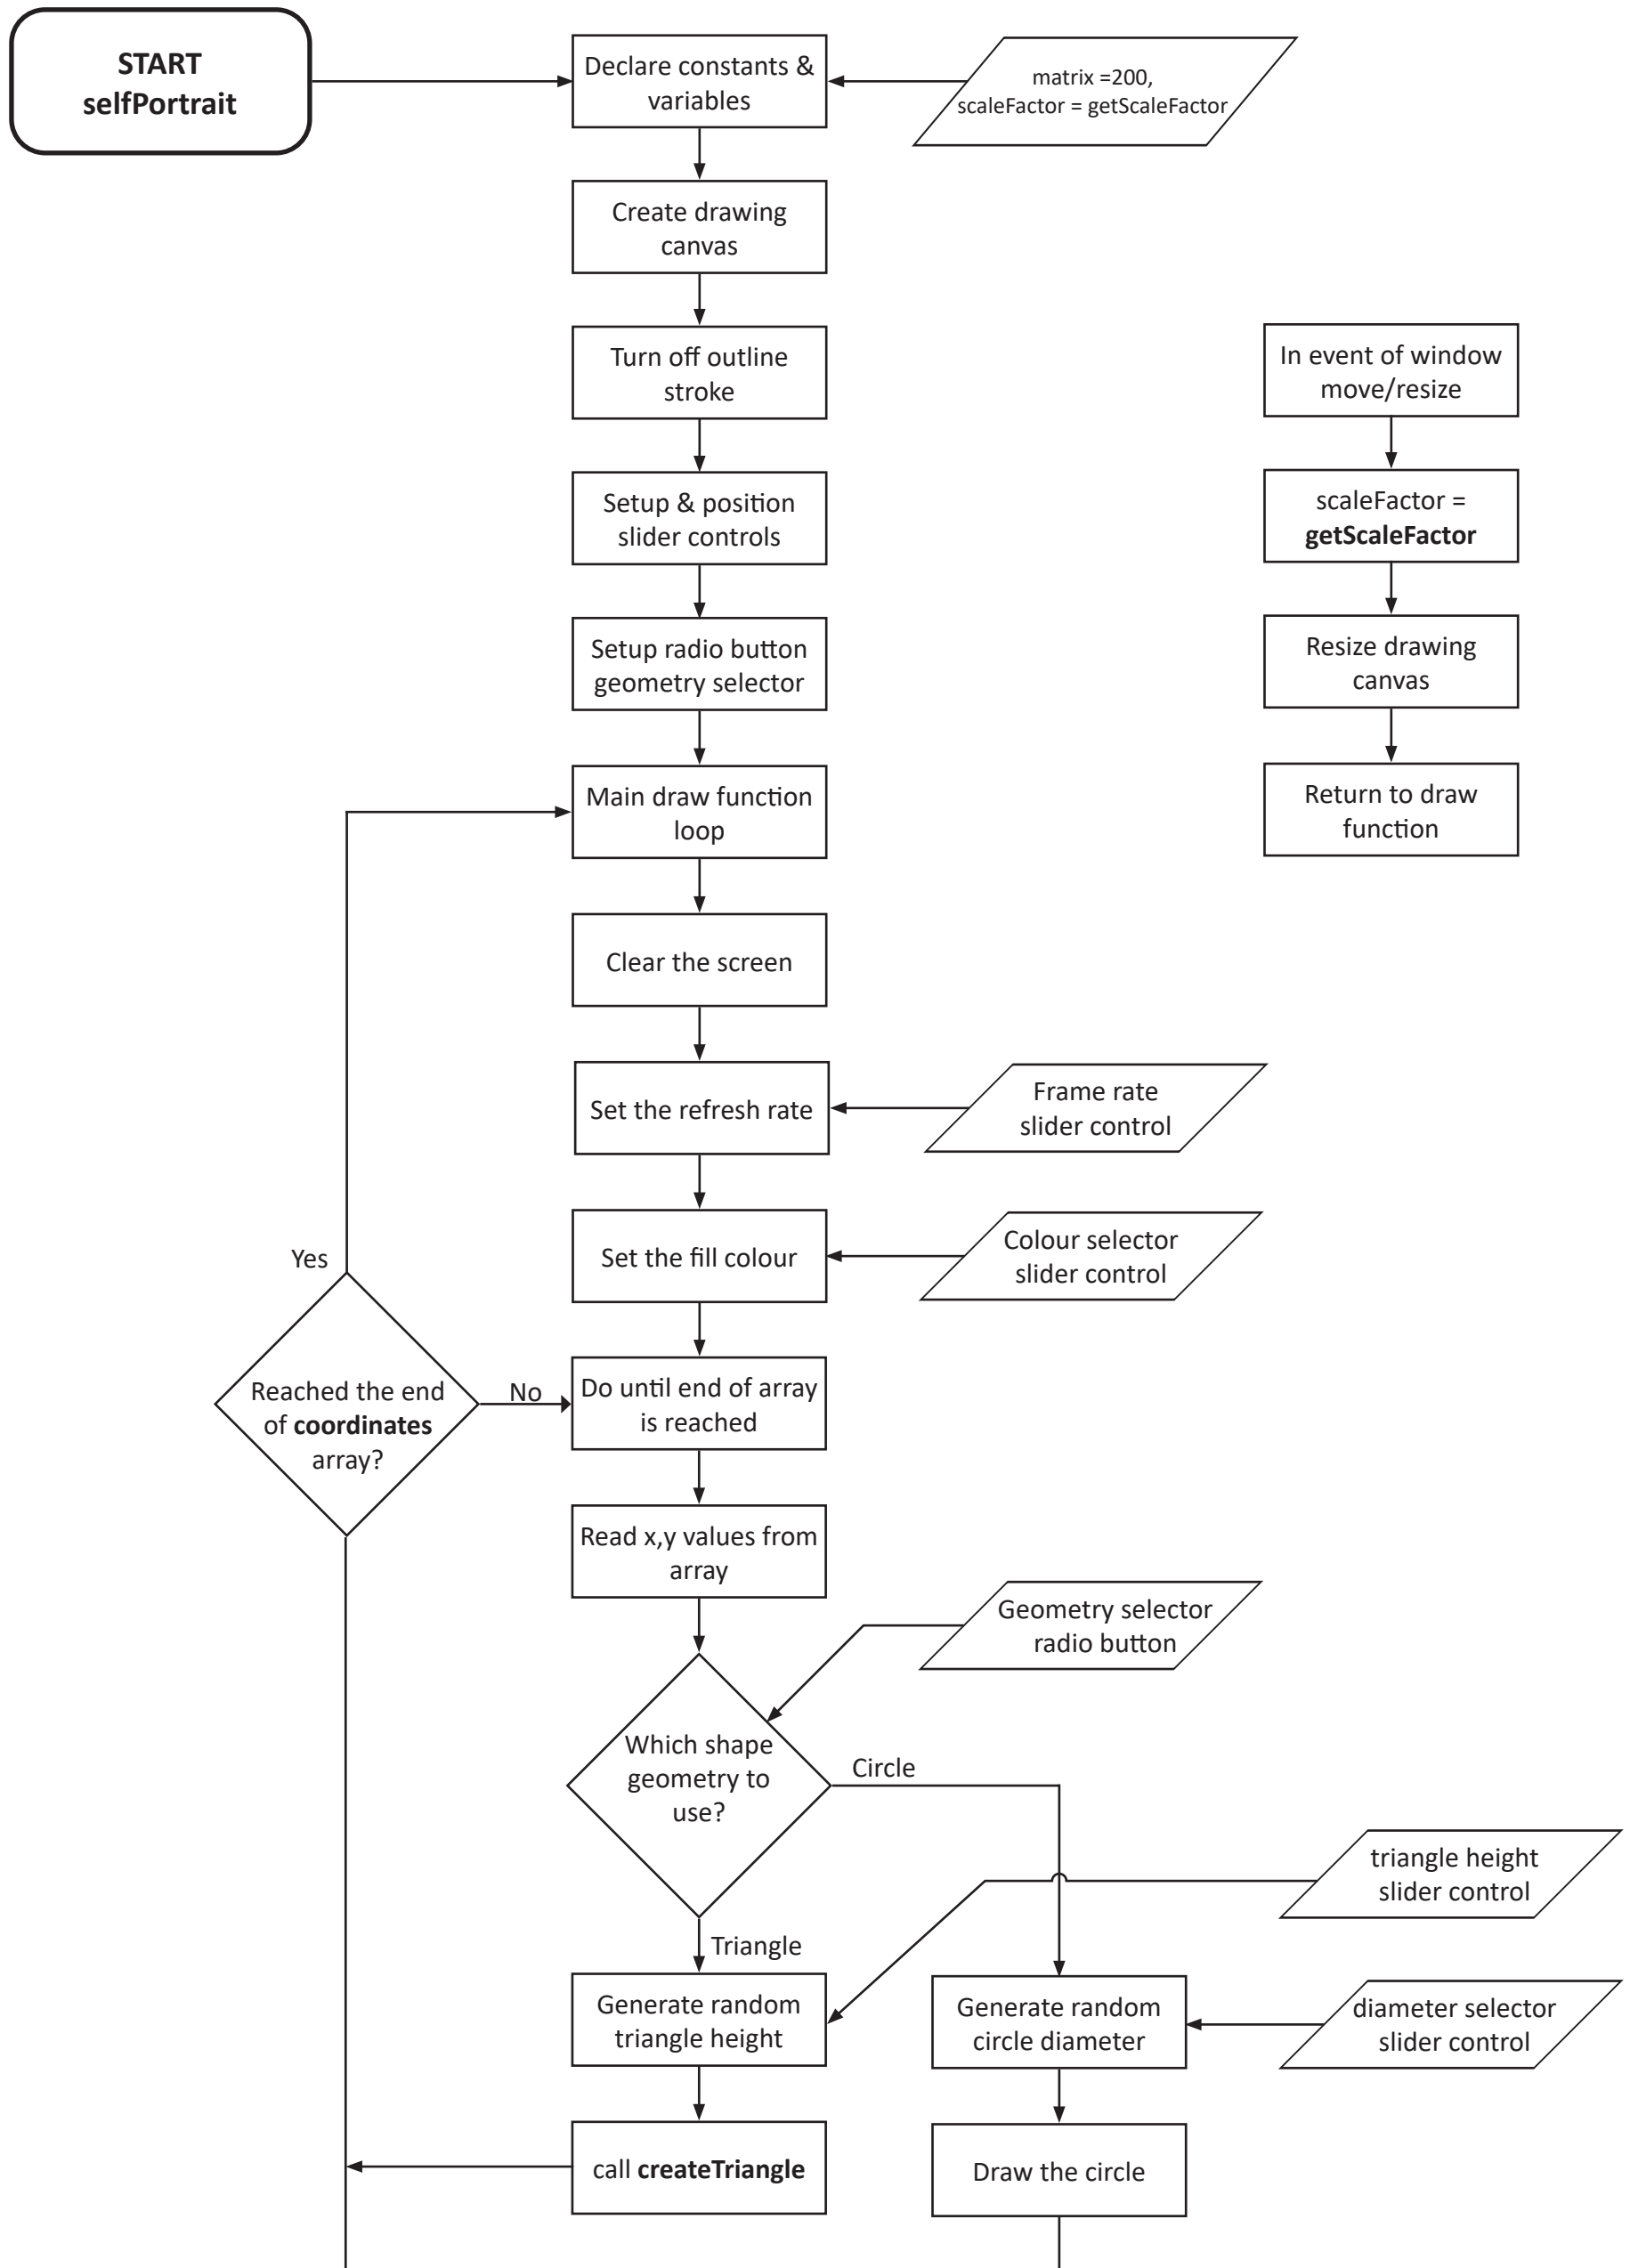 START
selfPortrait
Declare constants &
variables
matrix =200,
scaleFactor = getScaleFactor
Create drawing
canvas
Turn off outline
stroke
In event of window
move/resize
Setup & position
slider controls
scaleFactor =
getScaleFactor
Setup radio button
geometry selector
Resize drawing
canvas
Main draw function
loop
Return to draw
function
Clear the screen
Set the refresh rate
Frame rate
slider control
Set the fill colour
Colour selector
slider control
Yes
Reached the end
of coordinates
array?
No
Do until end of array
is reached
Read x,y values from
array
Geometry selector
radio button
Which shape
geometry to
use?
Circle
triangle height
slider control
Triangle
Generate random
triangle height
Generate random
circle diameter
diameter selector
slider control
call createTriangle
Draw the circle